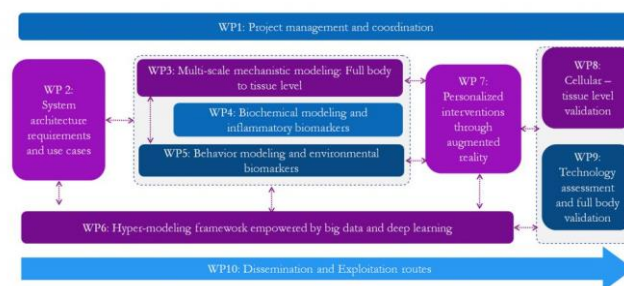 WP1: Project management and coordination
WP 2:
System
architecture
requirements
and use cases
WP3: Multi-scale mechanistic modeling: Full body
to tissue level
WP4: Biochemical modeling and
inflammatory biomarkers
WP5: Behavior modeling and environmental
biomarkers
WP 7:
Personalized
interventions
through
augmented
reality
WP8:
Cellular –
tissue level
validation
WP9:
Technology
assessment
and full body
validation
WP6: Hyper-modeling framework empowered by big data and deep learning
WP10: Dissemination and Exploitation routes